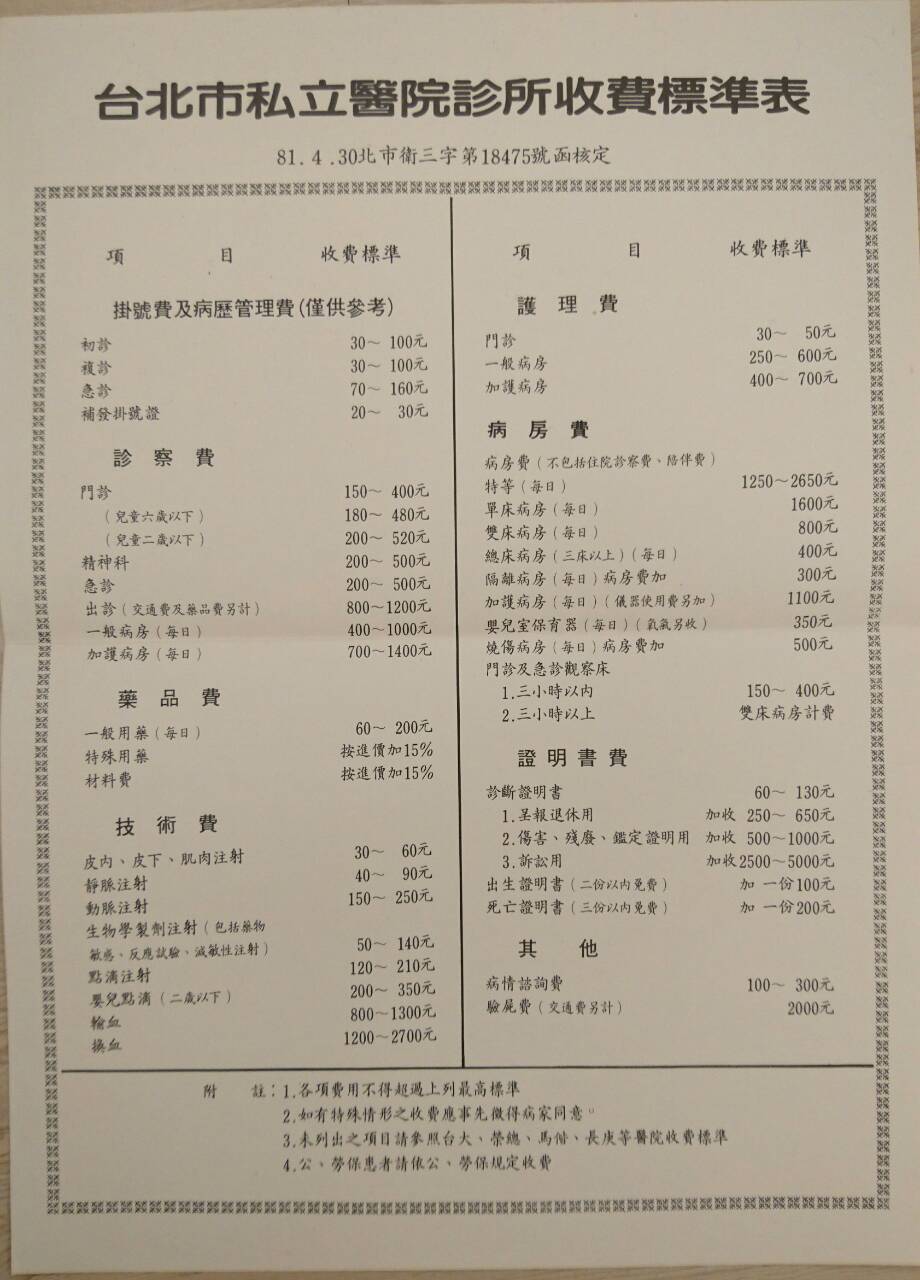 台北市私立醫院診所收費標準表
81.4.30北市衛三字第18475號函核定
項 目 收費標準
掛號費及病歷管理費(僅供參考)
初診 30～ 100元
複診 30～ 100元
急診 70～ 160元
補發掛號證 20～ 30元
診察費
門診 150～ 400元
(兒童六歲以下) 180～ 480元
(兒童二歲以下) 200～ 520元
精神科 200～ 500元
急診 200～ 500元
出診(交通費及藥品費另計) 800～1200元
一般病房(每日) 400～1000元
加護病房(每日) 700～1400元
藥品費
一般用藥(每日) 60～ 200元
特殊用藥 按進價加15%
材料費 按進價加15%
技術費
皮內、皮下、肌肉注射 30～ 60元
靜脈注射 40～ 90元
動脈注射 150～ 250元
生物學製劑注射(包括藥物
敏感、反應試驗、減敏性注射) 50～ 140元
點滴注射 120～ 210元
嬰兒點滴(二歲以下) 200～ 350元
輸血 800～1300元
換血 1200～2700元
項 目 收費標準
護理費
門診 30～ 50元
一般病房 250～ 600元
加護病房 400～ 700元
病房費
病房費(不包括住院診察費、陪伴費)
特等(每日) 1250～2650元
單床病房(每日) 1600元
雙床病房(每日) 800元
總床病房(三床以上)(每日) 400元
隔離病房(每日)病房費加 300元
加護病房(每日)(儀器使用費另加) 1100元
嬰兒室保育器(每日)(氧氣另收) 350元
燒傷病房(每日)病房費加 500元
門診及急診觀察床
1.三小時以內 150～ 400元
2.三小時以上 雙床病房計費
證明書費
診斷證明書 60～ 130元
1.呈報退休用 加收 250～ 650元
2.傷害、殘廢、鑑定證明用 加收 500～1000元
3.訴訟用 加收2500～5000元
出生證明書(二份以內免費) 加 一份100元
死亡證明書(三份以內免費) 加 一份200元
其他
病情諮詢費 100～ 300元
驗屍費(交通費另計) 2000元
附 註：1.各項費用不得超過上列最高標準
2.如有特殊情形之收費應事先徵得病家同意。
3.未列出之項目請參照台大、榮總、馬偕、長庚等醫院收費標準
4.公、勞保患者請依公、勞保規定收費